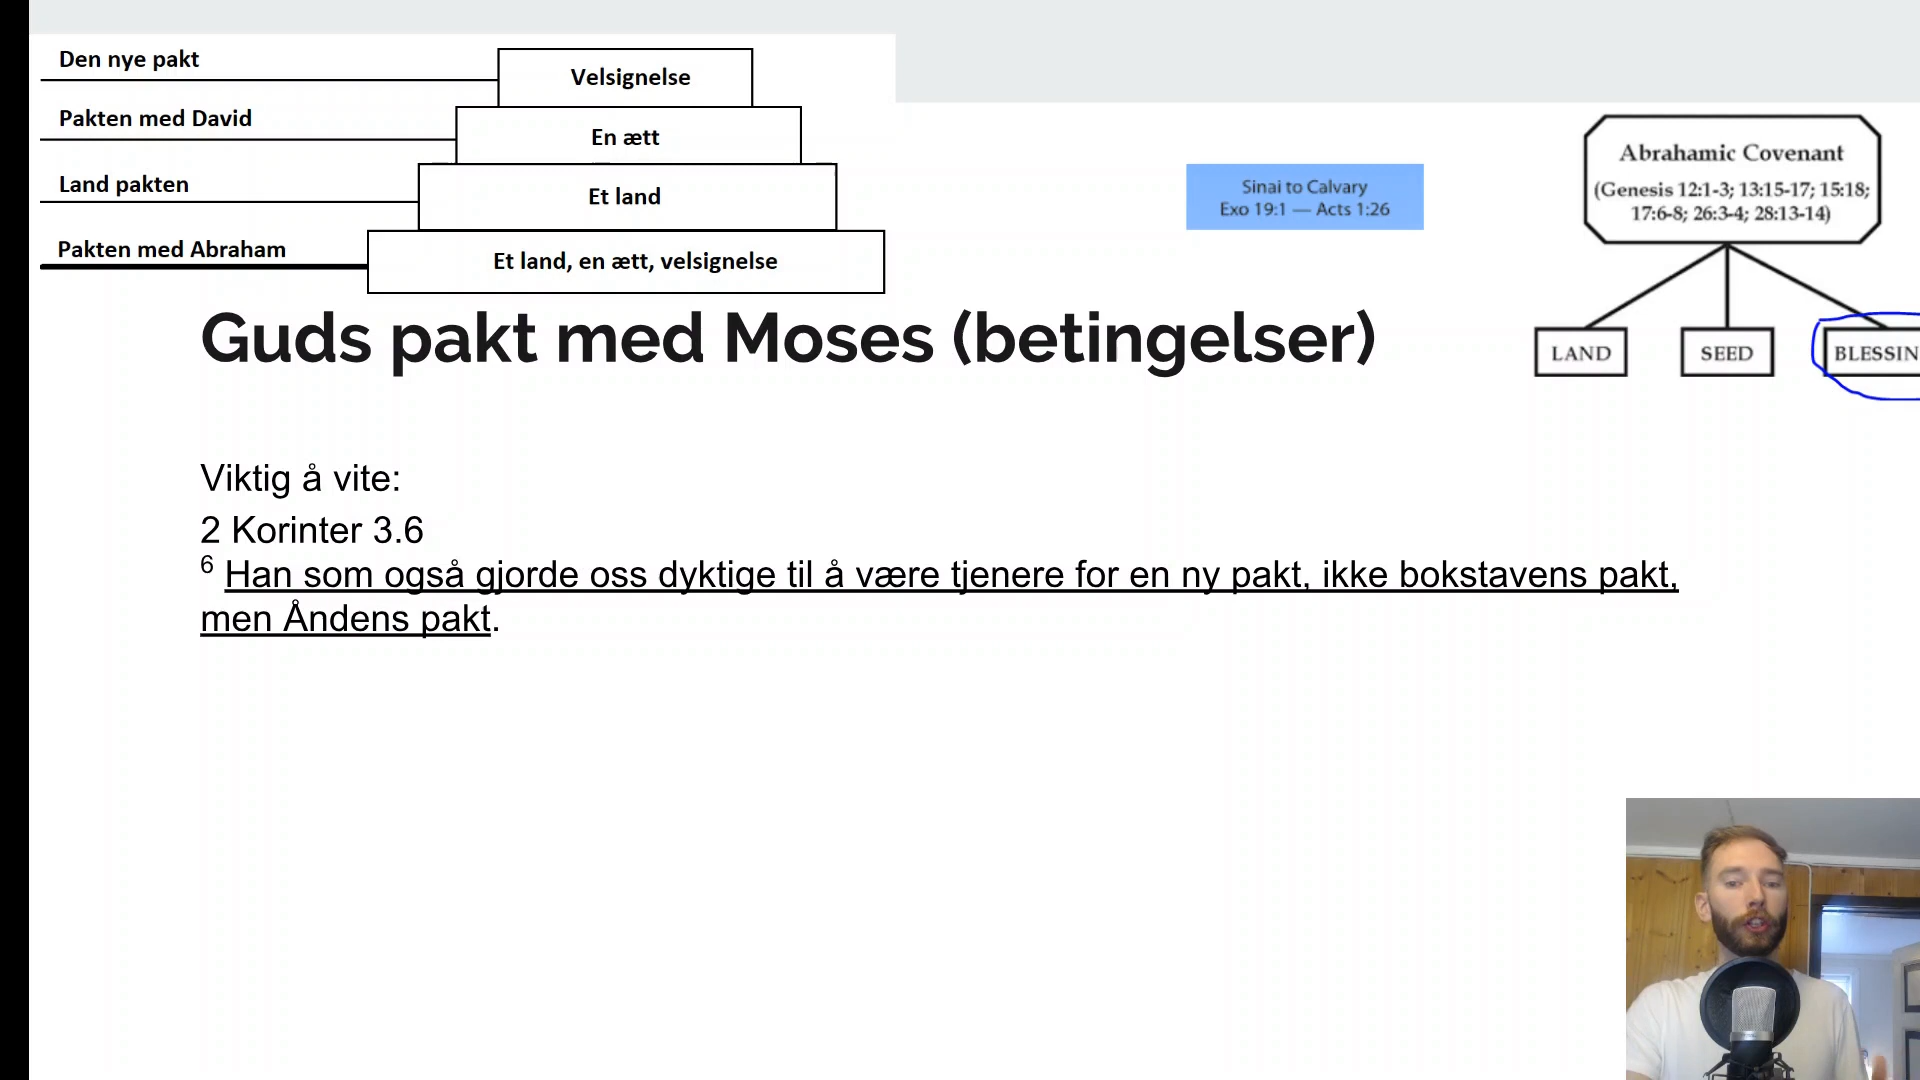 Den nye pakt
Velsignelse
Pakten med David
En ætt
Land pakten
Et land
Pakten med Abraham
Et land, en ætt, velsignelse
Sinai to Calvary
Exo 19:1 — Acts 1:26
Abrahamic Covenant
(Genesis 12:1-3; 13:15-17; 15:18;
17:6-8; 26:3-4; 28:13-14)
LAND
SEED
BLESSIN
Guds pakt med Moses (betingelser)
Viktig å vite:
2 Korinter 3.6
6 Han som også gjorde oss dyktige til å være tjenere for en ny pakt, ikke bokstavens pakt,
men Åndens pakt.